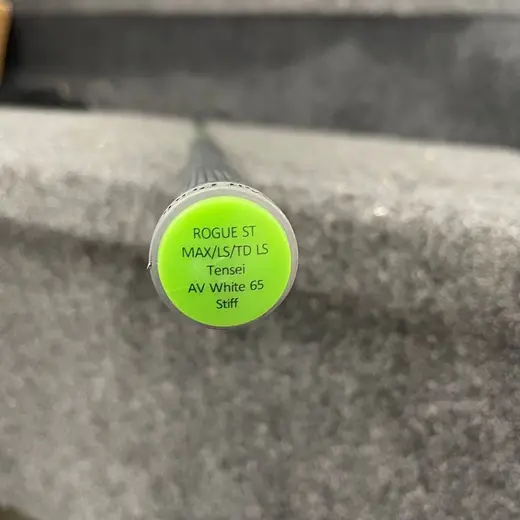 ROGUE ST
MAX/LS/TD LS
Tensei
AV White 65
Stiff